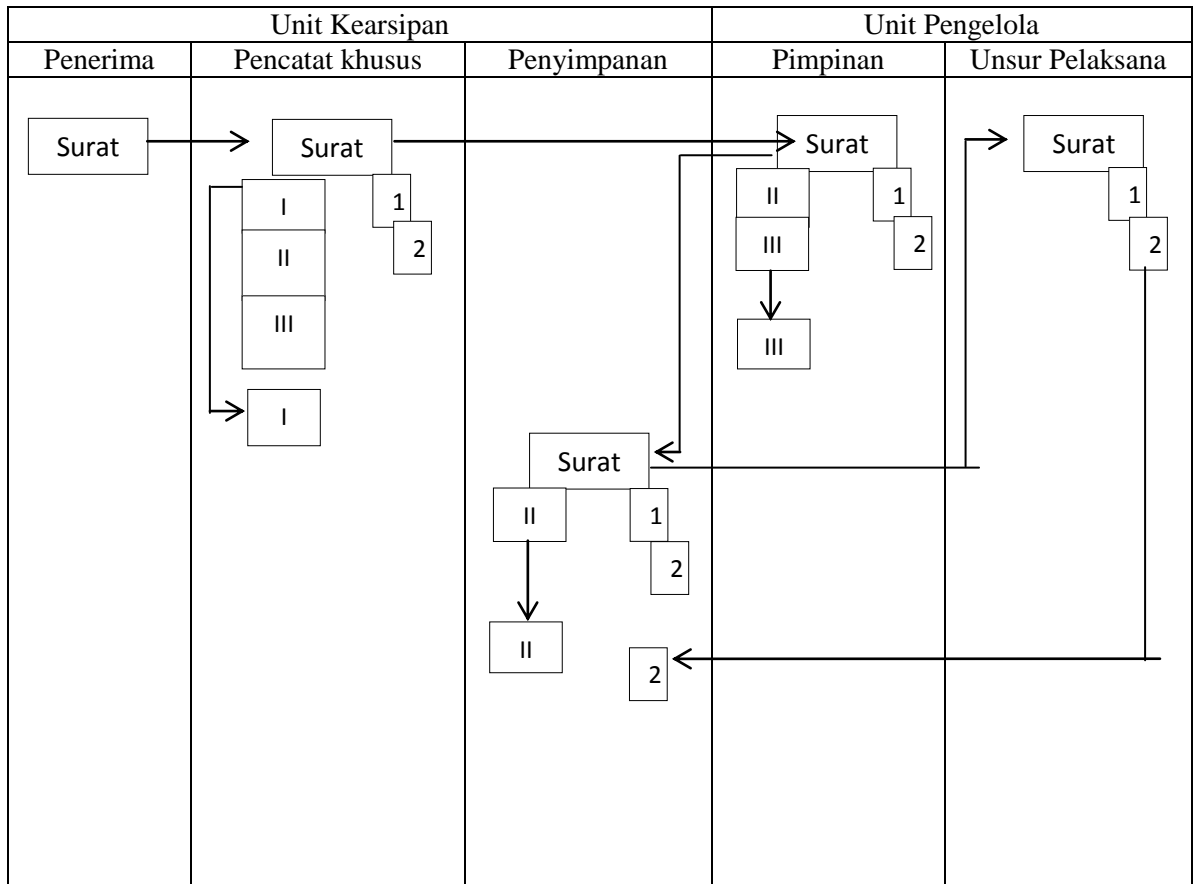 Unit Kearsipan Unit Pengelola
Penerima Pencatat khusus Penyimpanan Pimpinan Unsur Pelaksana
Surat Surat Surat Surat
I 1 II 1 1
II 2 III 2 2
III III
I
Surat
II 1
2
II 2